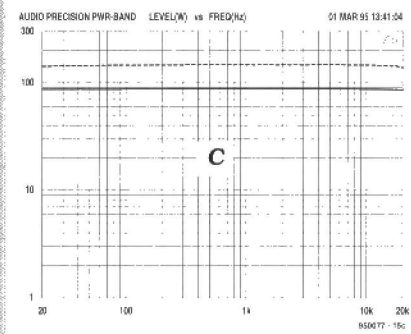 AUDIO PRECISION PWR-BAND LEVEL(W) vs FREQ(Hz) 01 MAR 95 13:41:04
300
100
C
10
1
20 100 1k 10k 20k
950077 - 15c